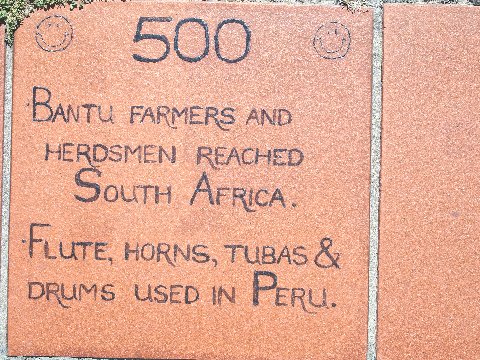 500
·Bantu farmers and
herdsmen reached
South Africa.
·Flute, horns, tubas &
drums used in Peru.